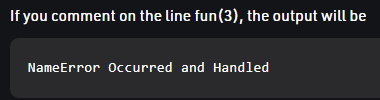 If you comment on the line fun(3), the output will be
NameError Occurred and Handled